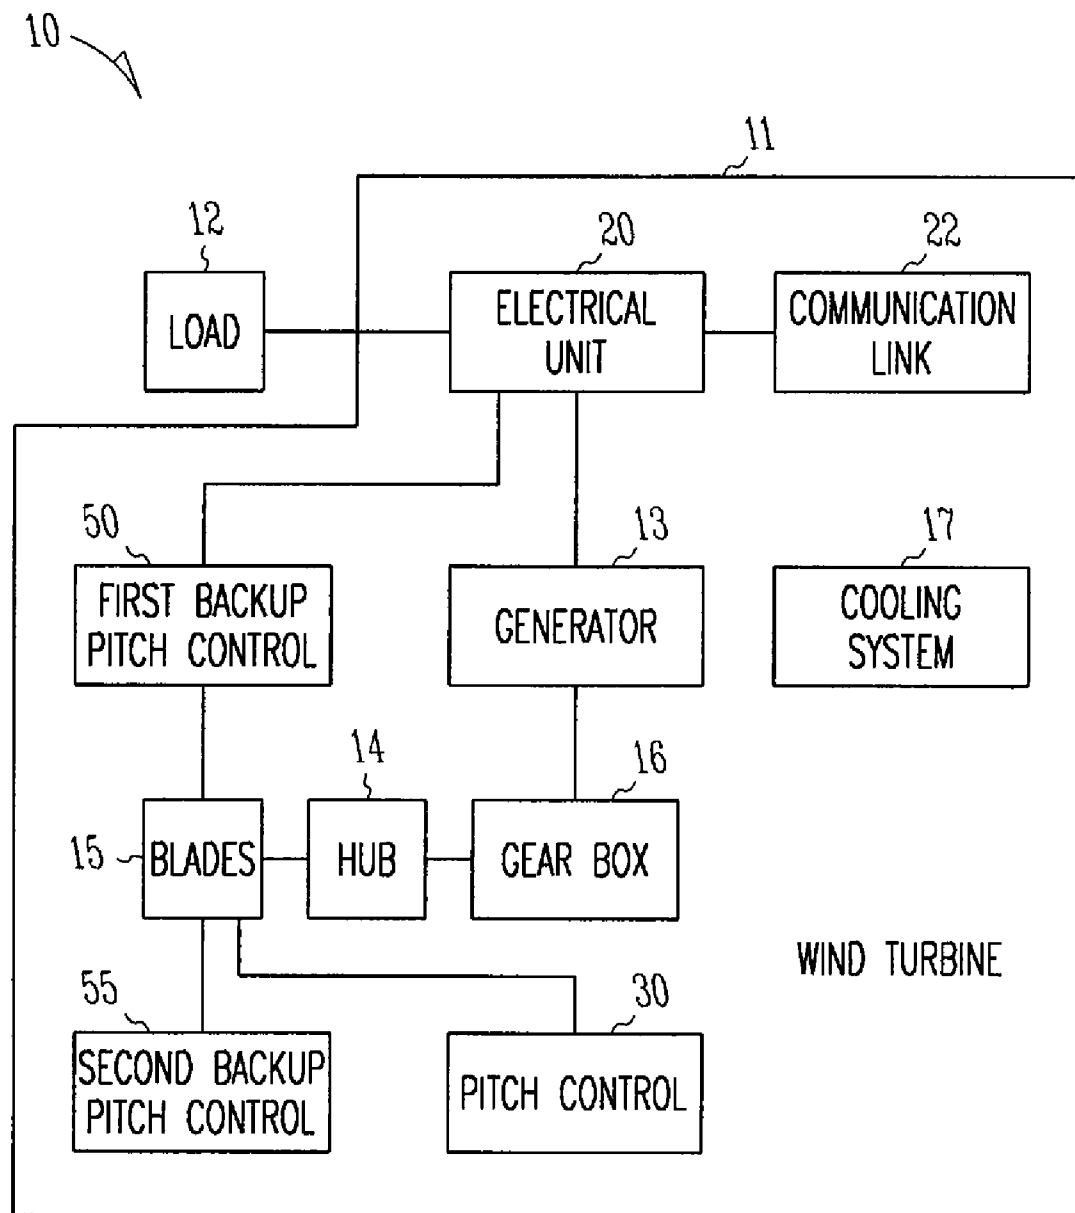 10
11
12
20
22
LOAD
ELECTRICAL
UNIT
COMMUNICATION
LINK
50
13
17
FIRST BACKUP
PITCH CONTROL
GENERATOR
COOLING
SYSTEM
14
16
15
BLADES
HUB
GEAR BOX
WIND TURBINE
55
30
SECOND BACKUP
PITCH CONTROL
PITCH CONTROL